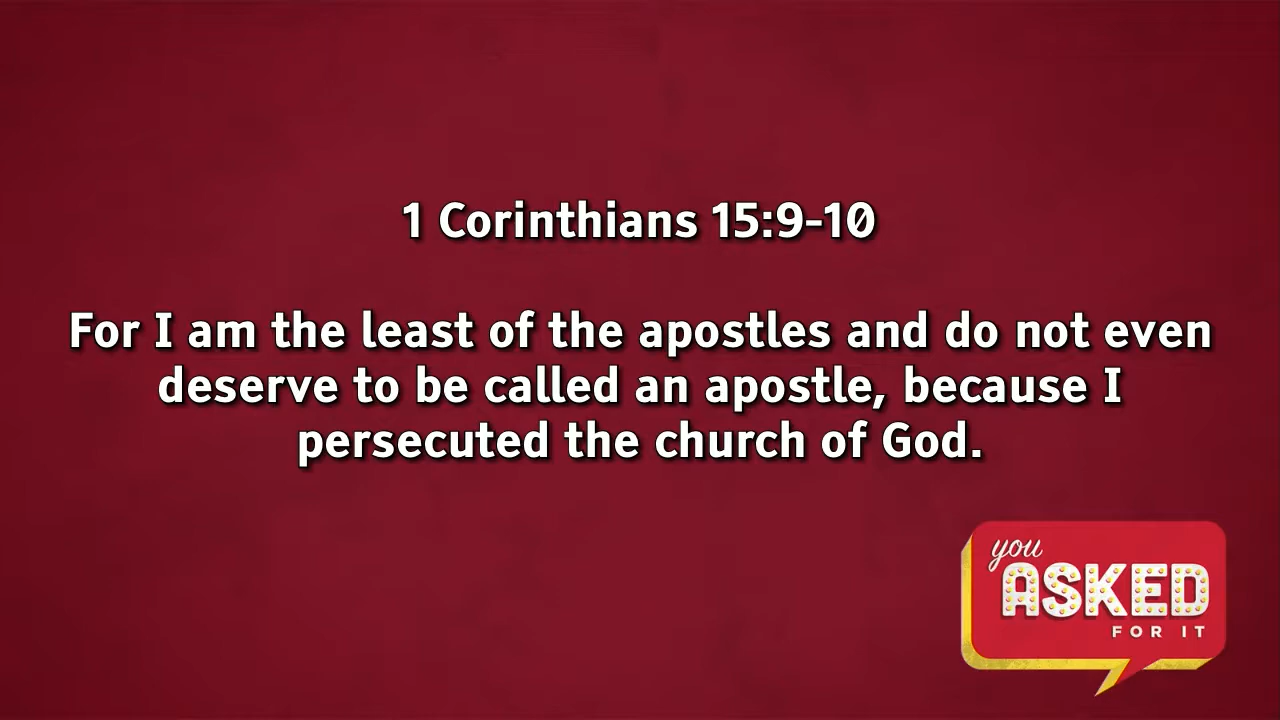 1 Corinthians 15:9-10
For I am the least of the apostles and do not even
deserve to be called an apostle, because I
persecuted the church of God.
you
ASKED
FOR IT